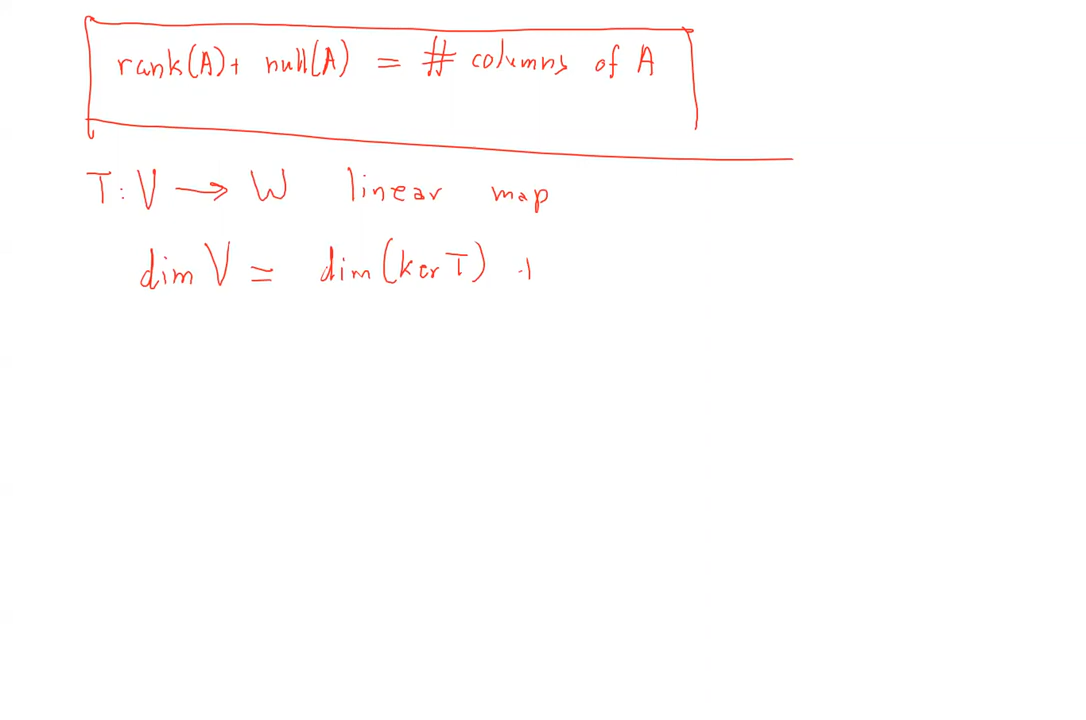 rank(A)+ null(A) = # columns of A
T: V → W linear map
dim V = dim(ker T) +